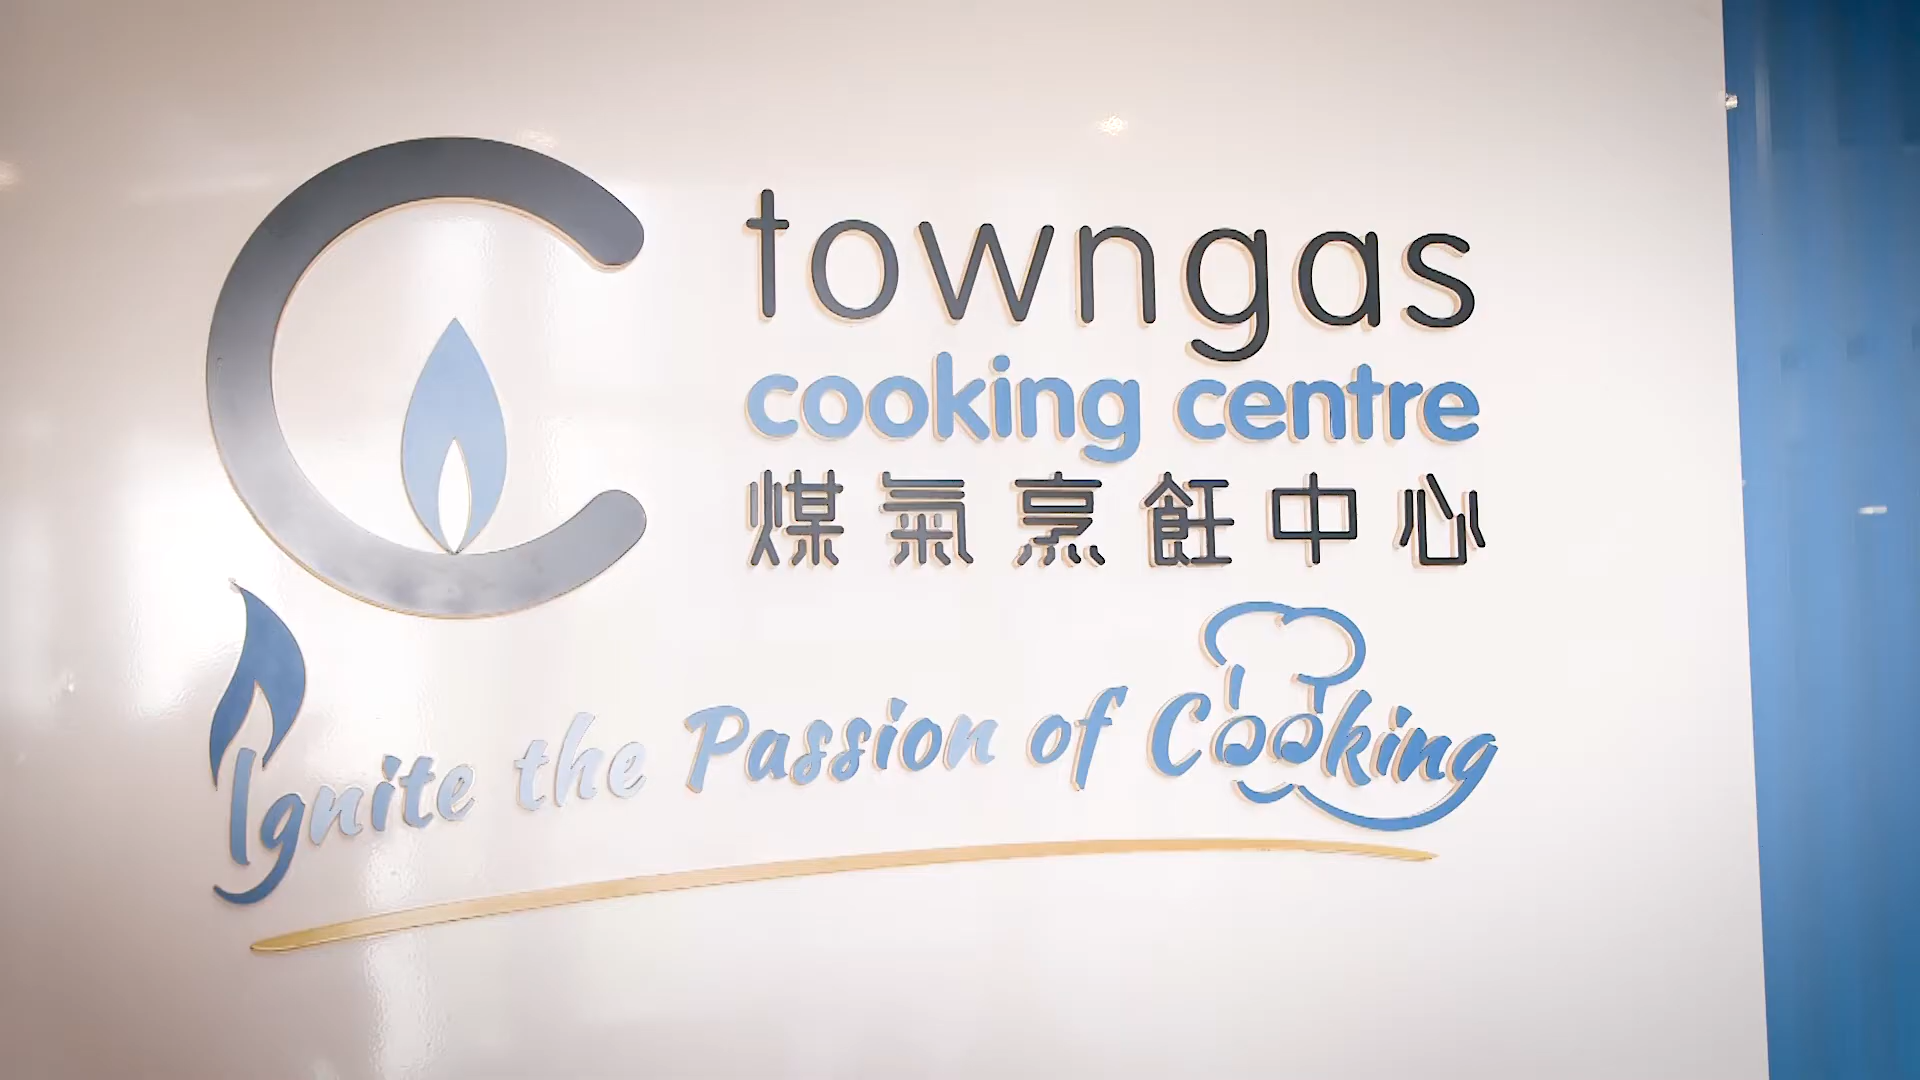 towngas
cooking centre
煤氣烹飪中心
Ignite the Passion of Cooking